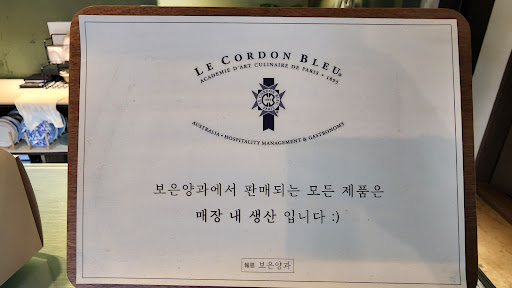 LE CORDON BLEU®
ACADEMIE D'ART CULINAIRE DE PARIS • 1895
AUSTRALIA • HOSPITALITY MANAGEMENT & GASTRONOMY
보은양과에서 판매되는 모든 제품은
매장 내 생산 입니다 :)
보은양과